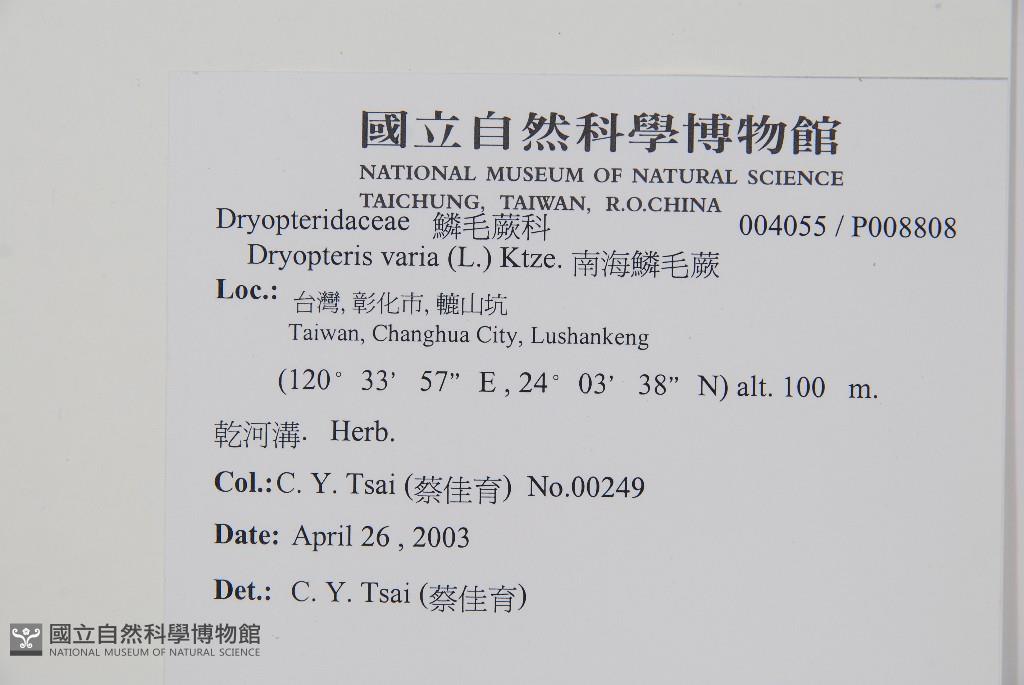 國立自然科學博物館
NATIONAL MUSEUM OF NATURAL SCIENCE
TAICHUNG, TAIWAN, R.O.CHINA
Dryopteridaceae 鱗毛蕨科 004055 / P008808
Dryopteris varia (L.) Ktze. 南海鱗毛蕨
Loc.: 台灣, 彰化市, 轆山坑
Taiwan, Changhua City, Lushankeng
(120° 33’ 57” E , 24° 03’ 38” N) alt. 100 m.
乾河溝. Herb.
Col.: C. Y. Tsai (蔡佳育) No.00249
Date: April 26 , 2003
Det.: C. Y. Tsai (蔡佳育)
國立自然科學博物館
NATIONAL MUSEUM OF NATURAL SCIENCE